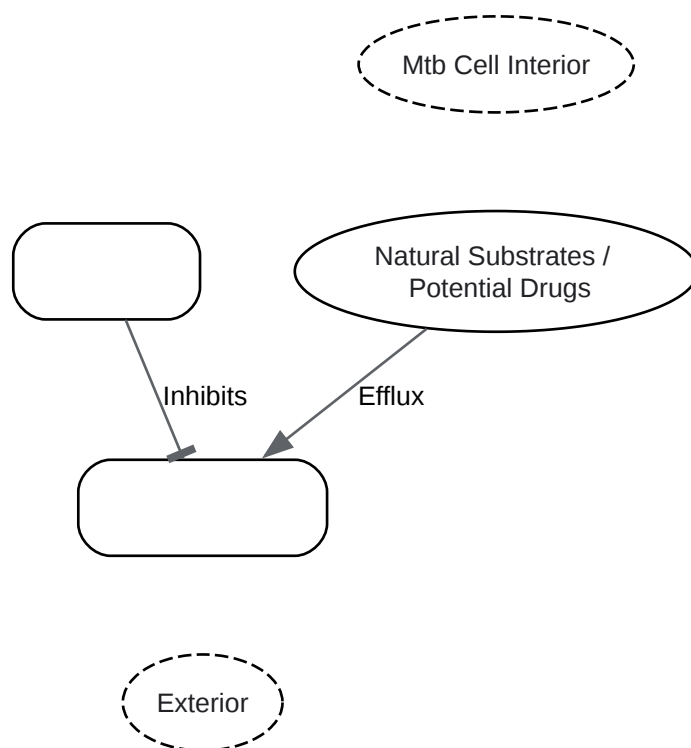 Mtb Cell Interior
Natural Substrates /
Potential Drugs
Inhibits
Efflux
Exterior